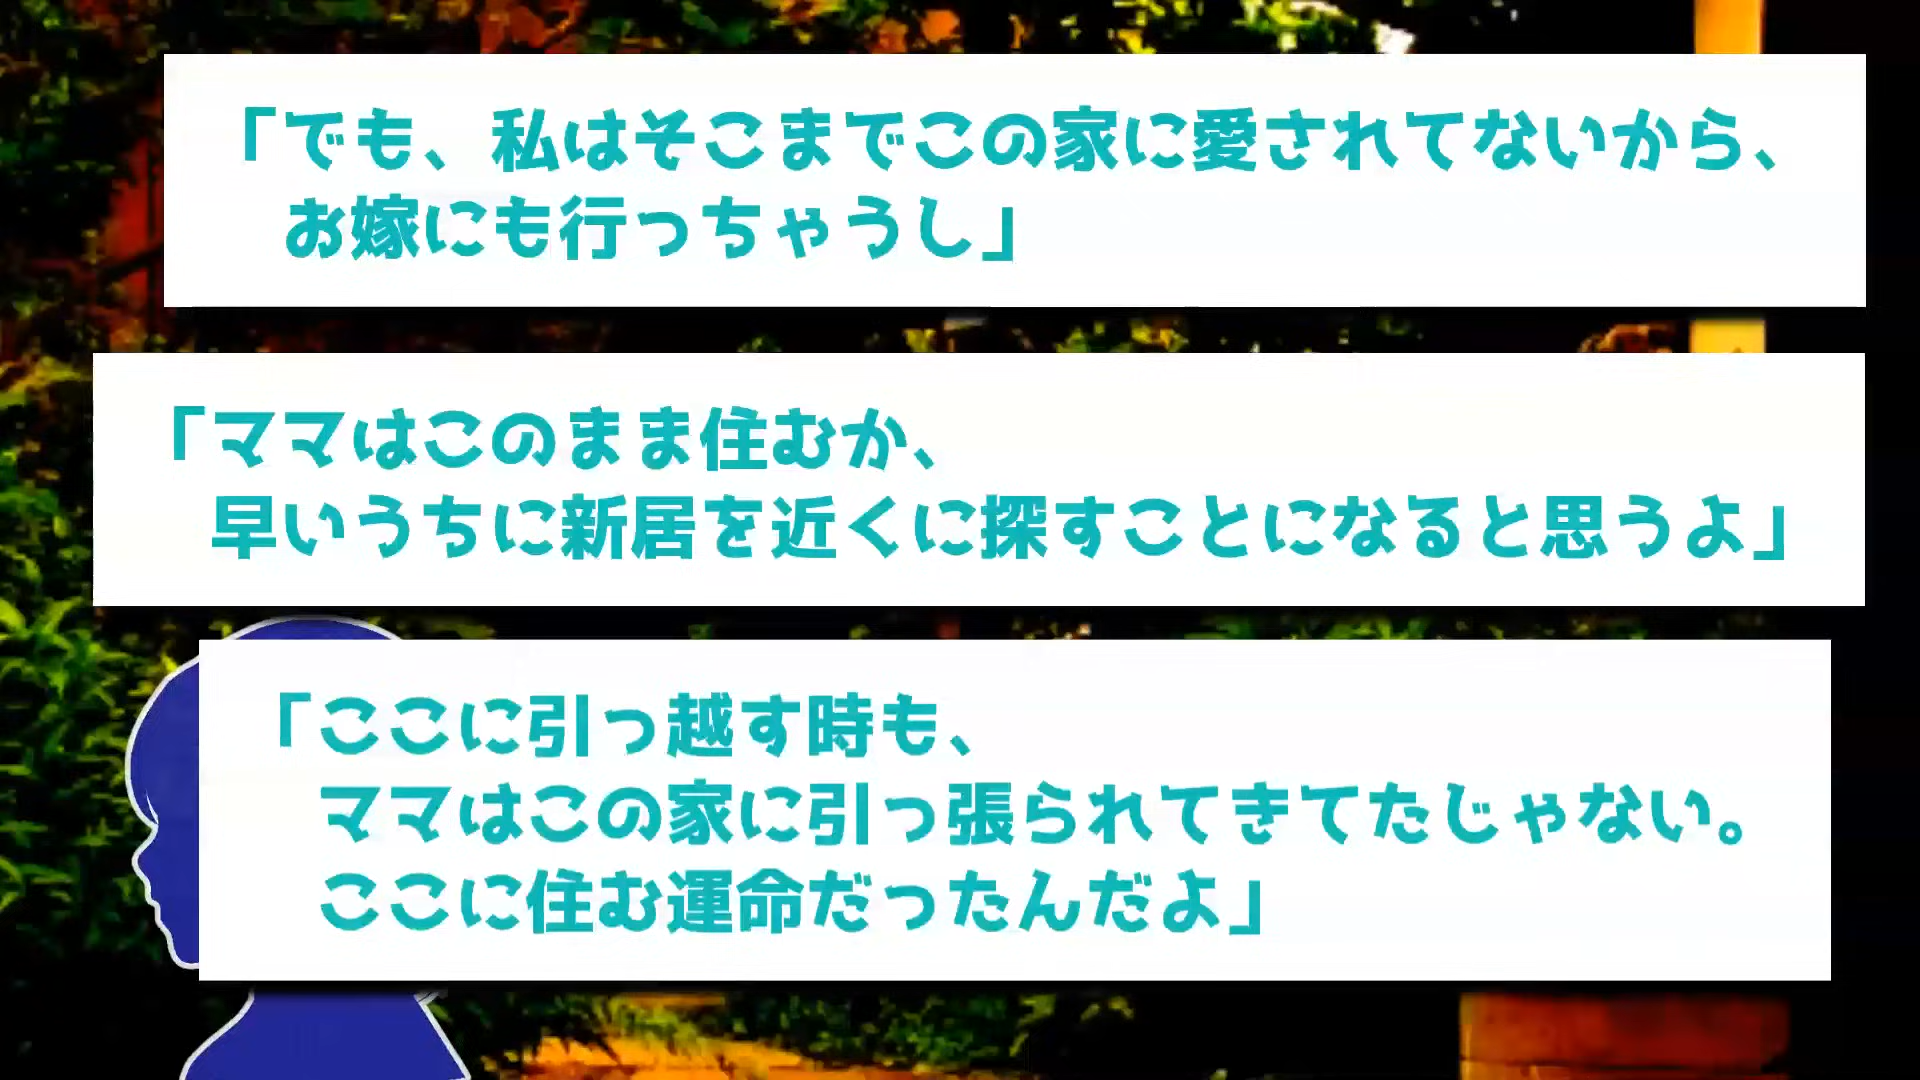 「でも、私はそこまでこの家に愛されてないから、
お嫁にも行っちゃうし」
「ママはこのまま住むか、
早いうちに新居を近くに探すことになると思うよ」
「ここに引っ越す時も、
ママはこの家に引っ張られてきてたじゃない。
ここに住む運命だったんだよ」